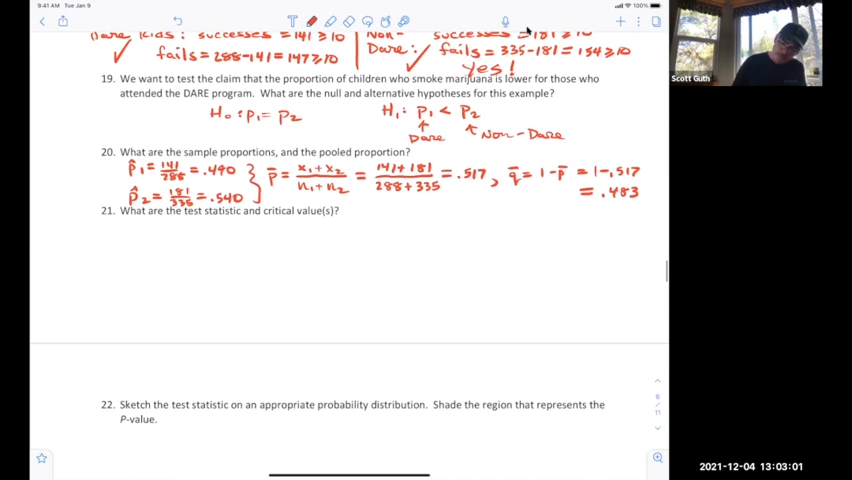 9:41 AM Tue Jan 9
100%
Dare Kids: successes = 141 ≥ 10
fails = 288-141 = 147 ≥ 10
Non-
Dare:
successes = 181 ≥ 10
fails = 335-181 = 154 ≥ 10
Yes!
19. We want to test the claim that the proportion of children who smoke marijuana is lower for those who
attended the DARE program. What are the null and alternative hypotheses for this example?
H₀: p₁ = p₂
H₁: p₁ < p₂
Dare
Non-Dare
20. What are the sample proportions, and the pooled proportion?
p̂₁ = 141/288 = .490
p̂₂ = 181/335 = .540
p̄ = x₁+x₂/n₁+n₂ = 141+181/288+335 = .517, q̄ = 1-p̄ = 1-.517
= .483
21. What are the test statistic and critical value(s)?
22. Sketch the test statistic on an appropriate probability distribution. Shade the region that represents the
P-value.
6
/
11
Scott Guth
2021-12-04 13:03:01